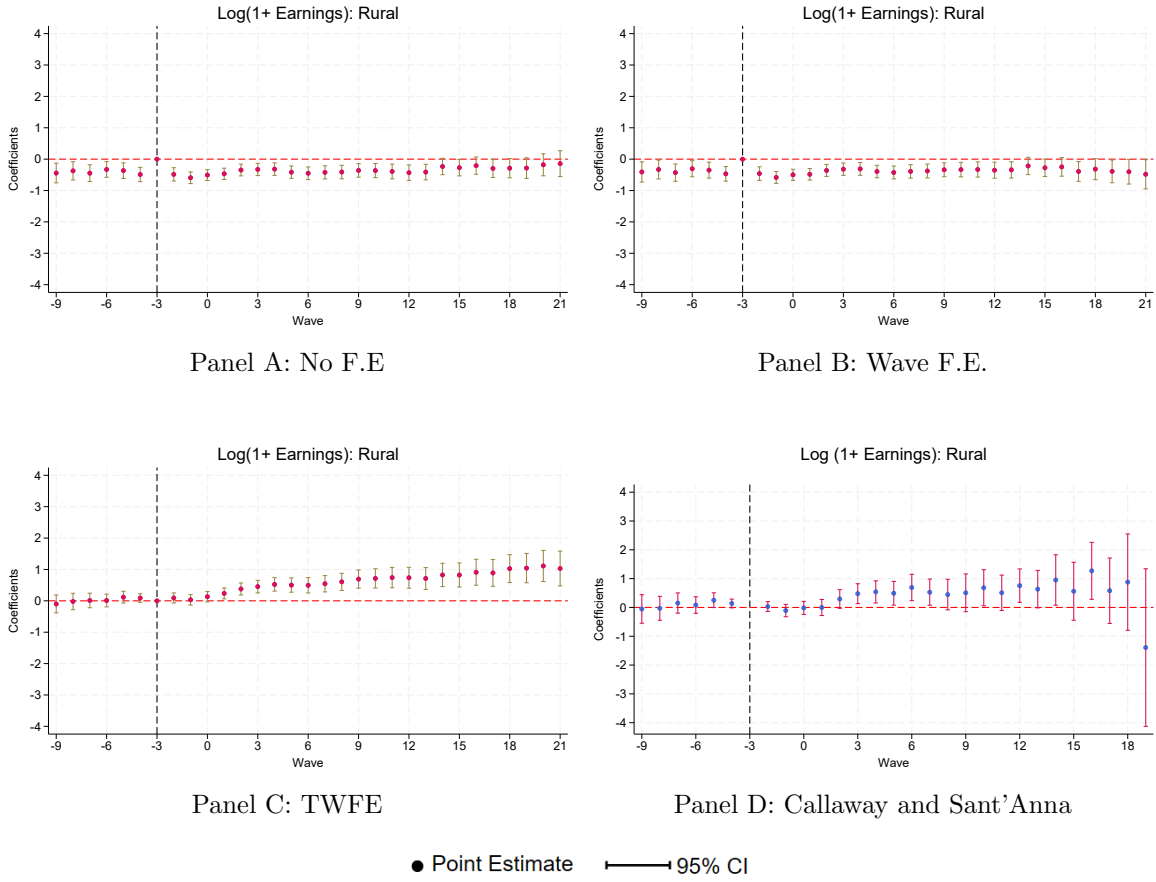 Log(1+ Earnings): Rural
Coefficients
4
3
2
1
0
-1
-2
-3
-4
-9 -6 -3 0 3 6 9 12 15 18 21
Wave
Panel A: No F.E
Log(1+ Earnings): Rural
Coefficients
4
3
2
1
0
-1
-2
-3
-4
-9 -6 -3 0 3 6 9 12 15 18 21
Wave
Panel B: Wave F.E.
Log(1+ Earnings): Rural
Coefficients
4
3
2
1
0
-1
-2
-3
-4
-9 -6 -3 0 3 6 9 12 15 18 21
Wave
Panel C: TWFE
Log (1+ Earnings): Rural
Coefficients
4
3
2
1
0
-1
-2
-3
-4
-9 -6 -3 0 3 6 9 12 15 18
Wave
Panel D: Callaway and Sant'Anna
Point Estimate 95% CI